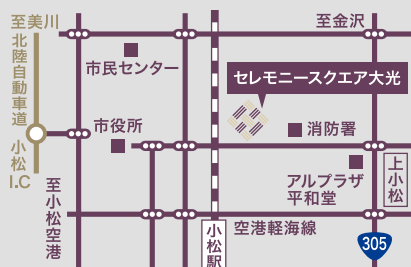 至美川
至金沢
北陸自動車道
市民センター
セレモニースクエア大光
市役所
消防署
小松
I.C
アルプラザ
平和堂
上小松
至小松空港
小松駅
空港軽海線
305